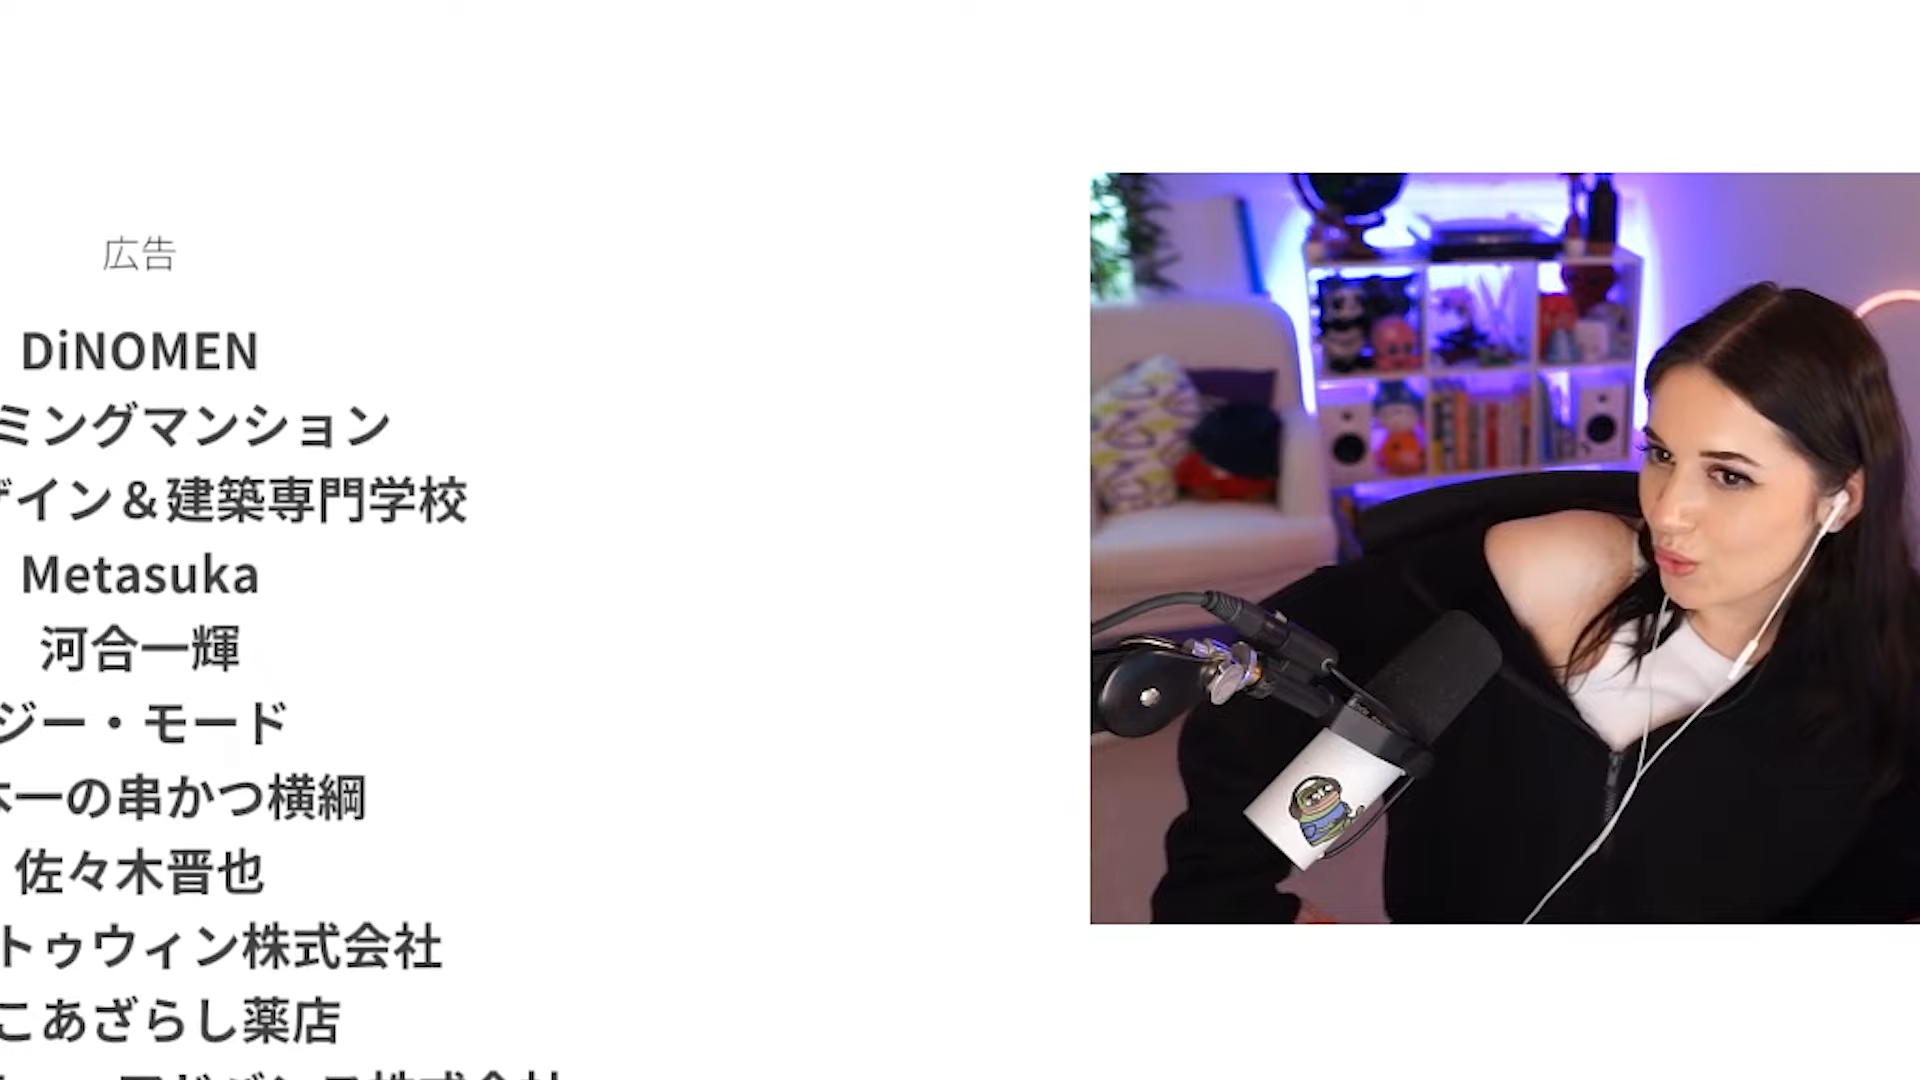 広告
DiNOMEN
ミングマンション
イン＆建築専門学校
Metasuka
河合一輝
ジー・モード
一の串かつ横綱
佐々木晋也
トゥウィン株式会社
こあざらし薬店